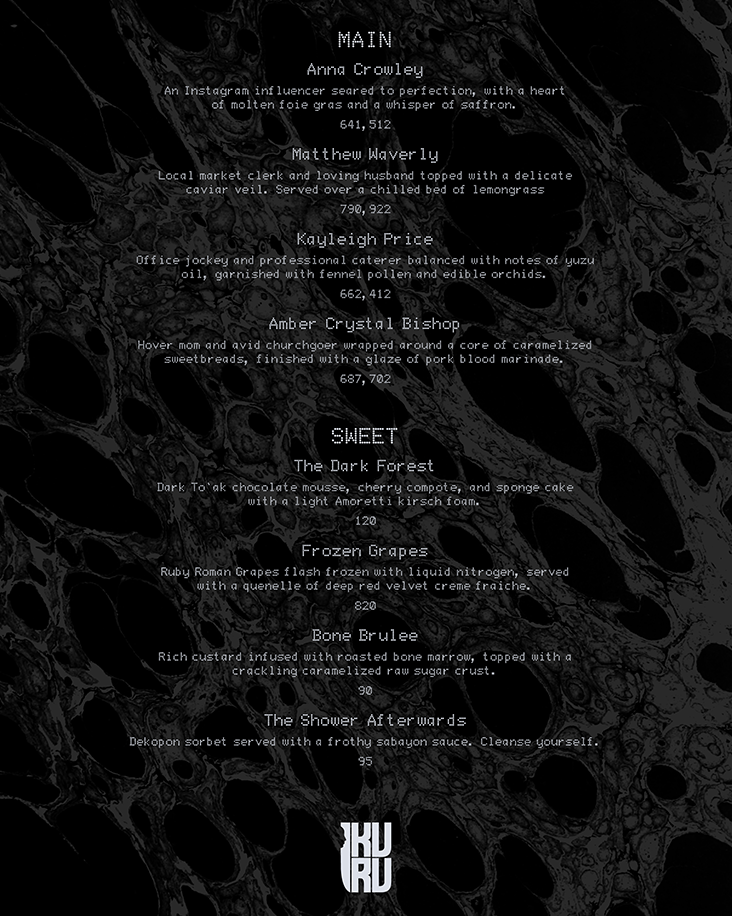 MAIN
Anna Crowley
An Instagram influencer seared to perfection, with a heart
of molten foie gras and a whisper of saffron.
641,512
Matthew Waverly
Local market clerk and loving husband topped with a delicate
caviar veil. Served over a chilled bed of lemongrass
790,922
Kayleigh Price
Office jockey and professional caterer balanced with notes of yuzu
oil, garnished with fennel pollen and edible orchids.
662,412
Amber Crystal Bishop
Hover mom and avid churchgoer wrapped around a core of caramelized
sweetbreads, finished with a glaze of pork blood marinade.
687,702
SWEET
The Dark Forest
Dark To`ak chocolate mousse, cherry compote, and sponge cake
with a light Amoretti kirsch foam.
120
Frozen Grapes
Ruby Roman Grapes flash frozen with liquid nitrogen, served
with a quenelle of deep red velvet creme fraiche.
820
Bone Brulee
Rich custard infused with roasted bone marrow, topped with a
crackling caramelized raw sugar crust.
90
The Shower Afterwards
Dekopon sorbet served with a frothy sabayon sauce. Cleanse yourself.
95
KU
RU